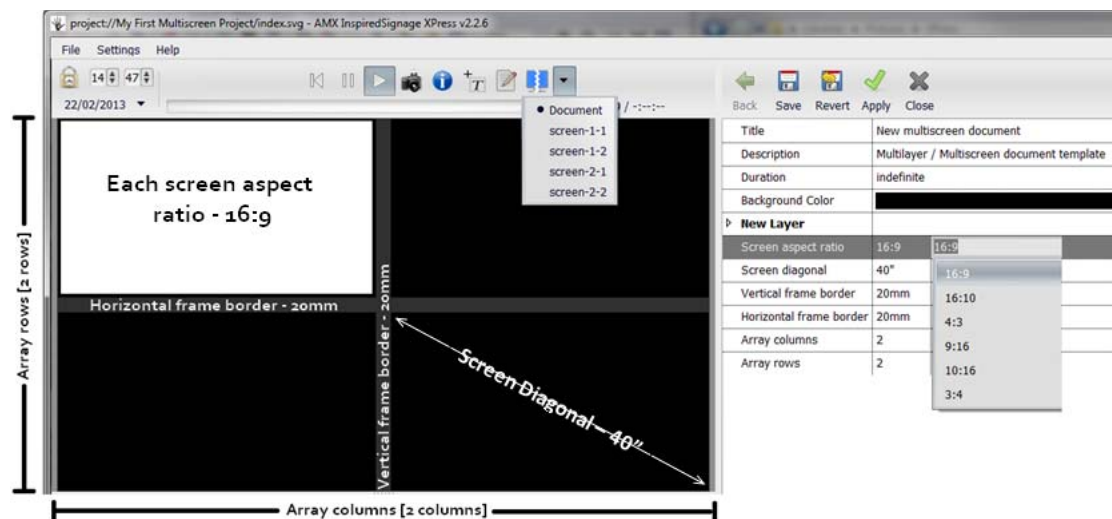 project://My First Multiscreen Project/index.svg - AMX InspiredSignage XPress v2.2.6
File Settings Help
14 47
22/02/2013
/ -:--:--
Document
screen-1-1
screen-1-2
screen-2-1
screen-2-2
Back Save Revert Apply Close
Title New multiscreen document
Description Multilayer / Multiscreen document template
Duration indefinite
Background Color
New Layer
Screen aspect ratio 16:9 16:9
Screen diagonal 40"
Vertical frame border 20mm
Horizontal frame border 20mm
Array columns 2
Array rows 2
16:9
16:10
4:3
9:16
10:16
3:4
Each screen aspect
ratio - 16:9
Horizontal frame border - 20mm
Vertical frame border - 20mm
Screen Diagonal – 40”
Array rows [2 rows]
Array columns [2 columns]